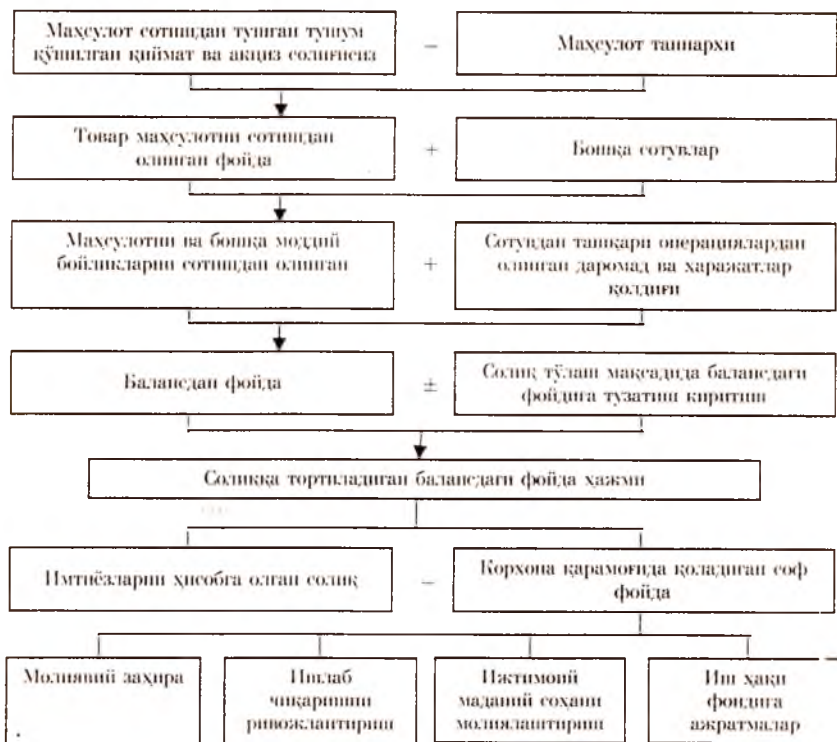 Маҳсулот сотишдан тушган тушум
қўшилган қиймат ва акциз солиғисиз
−
Маҳсулот таннархи
Товар маҳсулотни сотишдан
олинган фойда
+
Бошқа сотувлар
Маҳсулотни ва бошқа моддий
бойликларни сотишдан олинган
+
Сотувдан ташқари операциялардан
олинган даромад ва харажатлар
қолдиғи
Балансдан фойда
±
Солиқ тўлаш мақсадида балансдаги
фойдига тузатиш киритиш
Солиққа тортиладиган балансдаги фойда ҳажми
Имтиёзларни ҳисобга олган солиқ
−
Корхона қарамоғида қоладиган соф
фойда
Молиявий заҳира
Ишлаб
чиқаришни
ривожлантириш
Ижтимоий
маданий соҳани
молиялаштириш
Иш ҳақи
фондига
ажратмалар